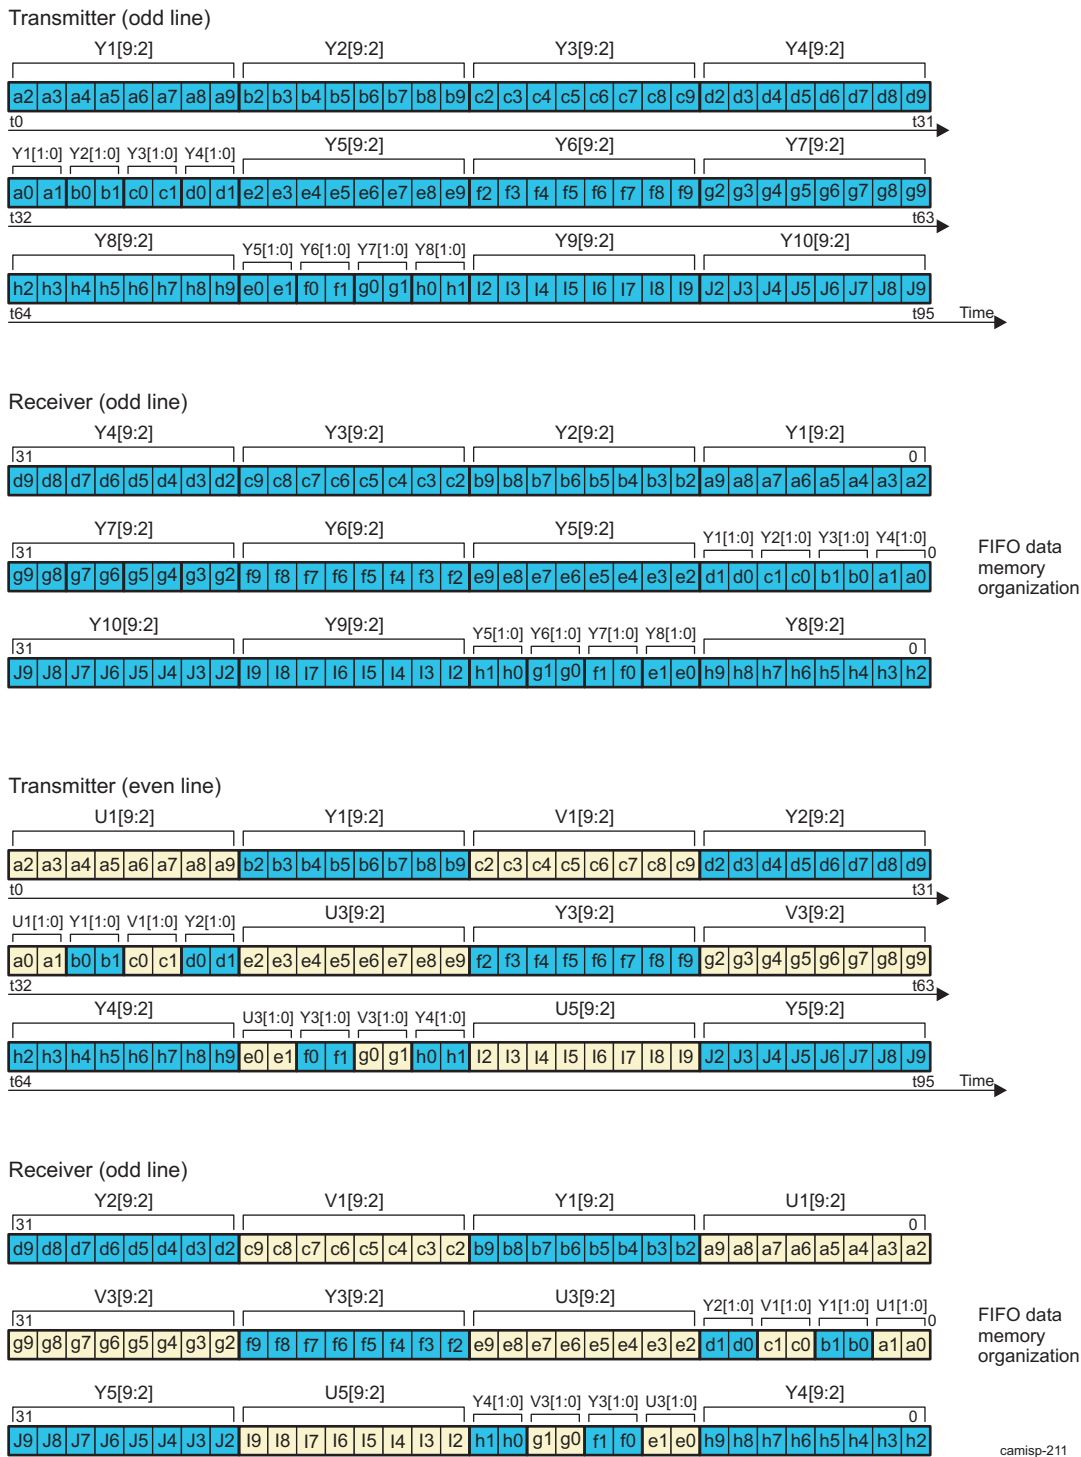 Transmitter (odd line)
Y1[9:2] Y2[9:2] Y3[9:2] Y4[9:2]
a2 a3 a4 a5 a6 a7 a8 a9 b2 b3 b4 b5 b6 b7 b8 b9 c2 c3 c4 c5 c6 c7 c8 c9 d2 d3 d4 d5 d6 d7 d8 d9
t0 t31
Y1[1:0] Y2[1:0] Y3[1:0] Y4[1:0] Y5[9:2] Y6[9:2] Y7[9:2]
a0 a1 b0 b1 c0 c1 d0 d1 e2 e3 e4 e5 e6 e7 e8 e9 f2 f3 f4 f5 f6 f7 f8 f9 g2 g3 g4 g5 g6 g7 g8 g9
t32 t63
Y8[9:2] Y5[1:0] Y6[1:0] Y7[1:0] Y8[1:0] Y9[9:2] Y10[9:2]
h2 h3 h4 h5 h6 h7 h8 h9 e0 e1 f0 f1 g0 g1 h0 h1 I2 I3 I4 I5 I6 I7 I8 I9 J2 J3 J4 J5 J6 J7 J8 J9
t64 t95 Time
Receiver (odd line)
Y4[9:2] Y3[9:2] Y2[9:2] Y1[9:2]
31 0
d9 d8 d7 d6 d5 d4 d3 d2 c9 c8 c7 c6 c5 c4 c3 c2 b9 b8 b7 b6 b5 b4 b3 b2 a9 a8 a7 a6 a5 a4 a3 a2
Y7[9:2] Y6[9:2] Y5[9:2] Y1[1:0] Y2[1:0] Y3[1:0] Y4[1:0]
31 0
g9 g8 g7 g6 g5 g4 g3 g2 f9 f8 f7 f6 f5 f4 f3 f2 e9 e8 e7 e6 e5 e4 e3 e2 d1 d0 c1 c0 b1 b0 a1 a0
FIFO data
memory
organization
Y10[9:2] Y9[9:2] Y5[1:0] Y6[1:0] Y7[1:0] Y8[1:0] Y8[9:2]
31 0
J9 J8 J7 J6 J5 J4 J3 J2 I9 I8 I7 I6 I5 I4 I3 I2 h1 h0 g1 g0 f1 f0 e1 e0 h9 h8 h7 h6 h5 h4 h3 h2
Transmitter (even line)
U1[9:2] Y1[9:2] V1[9:2] Y2[9:2]
a2 a3 a4 a5 a6 a7 a8 a9 b2 b3 b4 b5 b6 b7 b8 b9 c2 c3 c4 c5 c6 c7 c8 c9 d2 d3 d4 d5 d6 d7 d8 d9
t0 t31
U1[1:0] Y1[1:0] V1[1:0] Y2[1:0] U3[9:2] Y3[9:2] V3[9:2]
a0 a1 b0 b1 c0 c1 d0 d1 e2 e3 e4 e5 e6 e7 e8 e9 f2 f3 f4 f5 f6 f7 f8 f9 g2 g3 g4 g5 g6 g7 g8 g9
t32 t63
Y4[9:2] U3[1:0] Y3[1:0] V3[1:0] Y4[1:0] U5[9:2] Y5[9:2]
h2 h3 h4 h5 h6 h7 h8 h9 e0 e1 f0 f1 g0 g1 h0 h1 I2 I3 I4 I5 I6 I7 I8 I9 J2 J3 J4 J5 J6 J7 J8 J9
t64 t95 Time
Receiver (odd line)
Y2[9:2] V1[9:2] Y1[9:2] U1[9:2]
31 0
d9 d8 d7 d6 d5 d4 d3 d2 c9 c8 c7 c6 c5 c4 c3 c2 b9 b8 b7 b6 b5 b4 b3 b2 a9 a8 a7 a6 a5 a4 a3 a2
V3[9:2] Y3[9:2] U3[9:2] Y2[1:0] V1[1:0] Y1[1:0] U1[1:0]
31 0
g9 g8 g7 g6 g5 g4 g3 g2 f9 f8 f7 f6 f5 f4 f3 f2 e9 e8 e7 e6 e5 e4 e3 e2 d1 d0 c1 c0 b1 b0 a1 a0
FIFO data
memory
organization
Y5[9:2] U5[9:2] Y4[1:0] V3[1:0] Y3[1:0] U3[1:0] Y4[9:2]
31 0
J9 J8 J7 J6 J5 J4 J3 J2 I9 I8 I7 I6 I5 I4 I3 I2 h1 h0 g1 g0 f1 f0 e1 e0 h9 h8 h7 h6 h5 h4 h3 h2
camisp-211